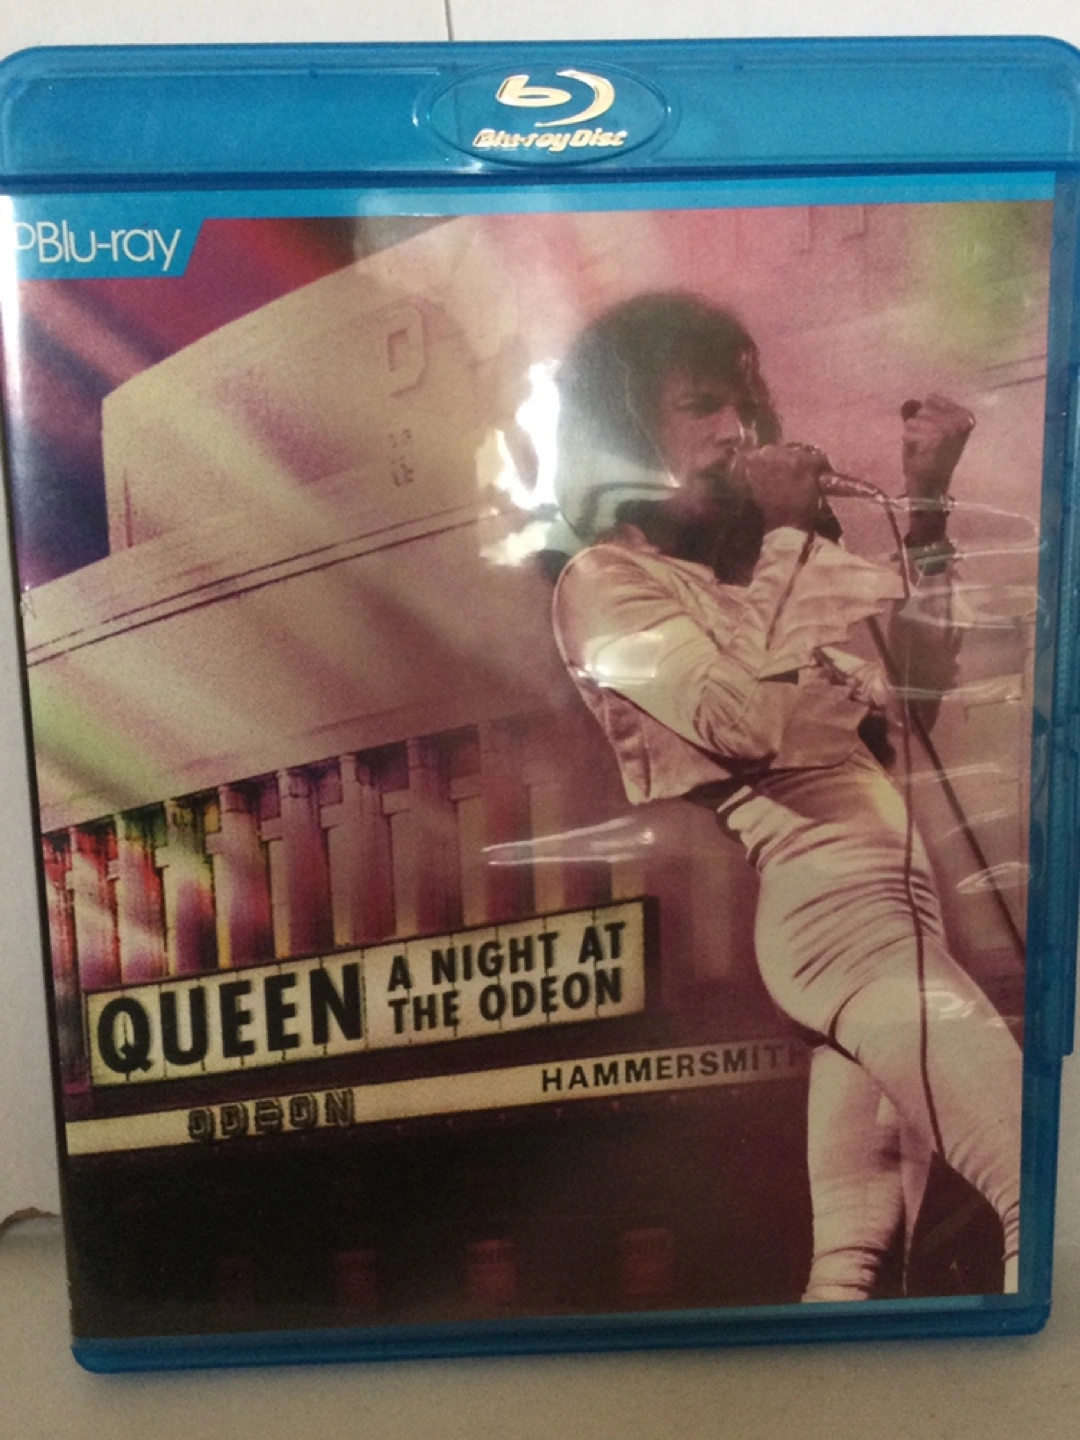 Blu-ray Disc
Blu-ray
QUEEN A NIGHT AT
THE ODEON
HAMMERSMITH
ODEON